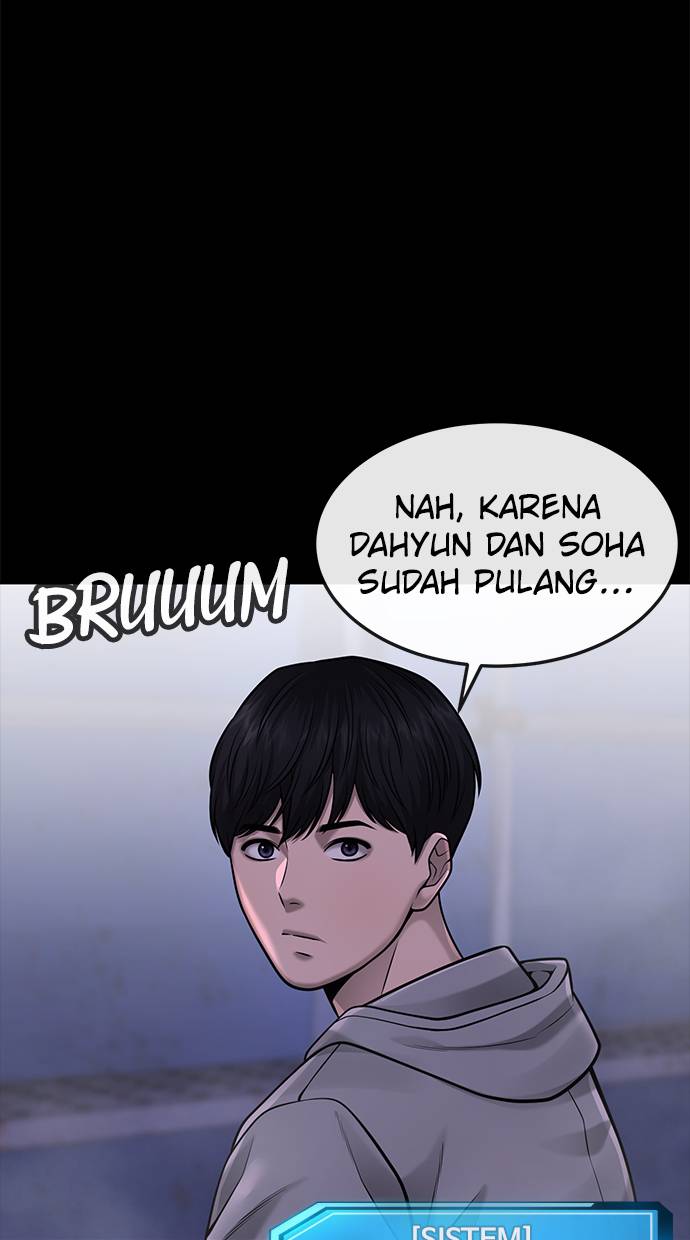 NAH, KARENA
DAHYUN DAN SOHA
SUDAH PULANG...
BRUUUM
[SISTEM]